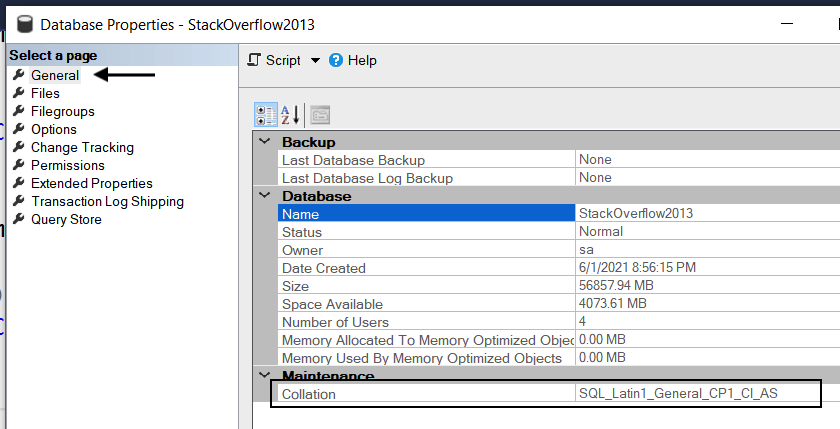 Database Properties - StackOverflow2013
Select a page
General
Files
Filegroups
Options
Change Tracking
Permissions
Extended Properties
Transaction Log Shipping
Query Store
Script Help
Backup
Last Database Backup None
Last Database Log Backup None
Database
Name StackOverflow2013
Status Normal
Owner sa
Date Created 6/1/2021 8:56:15 PM
Size 56857.94 MB
Space Available 4073.61 MB
Number of Users 4
Memory Allocated To Memory Optimized Objec 0.00 MB
Memory Used By Memory Optimized Objects 0.00 MB
Maintenance
Collation SQL_Latin1_General_CP1_CI_AS